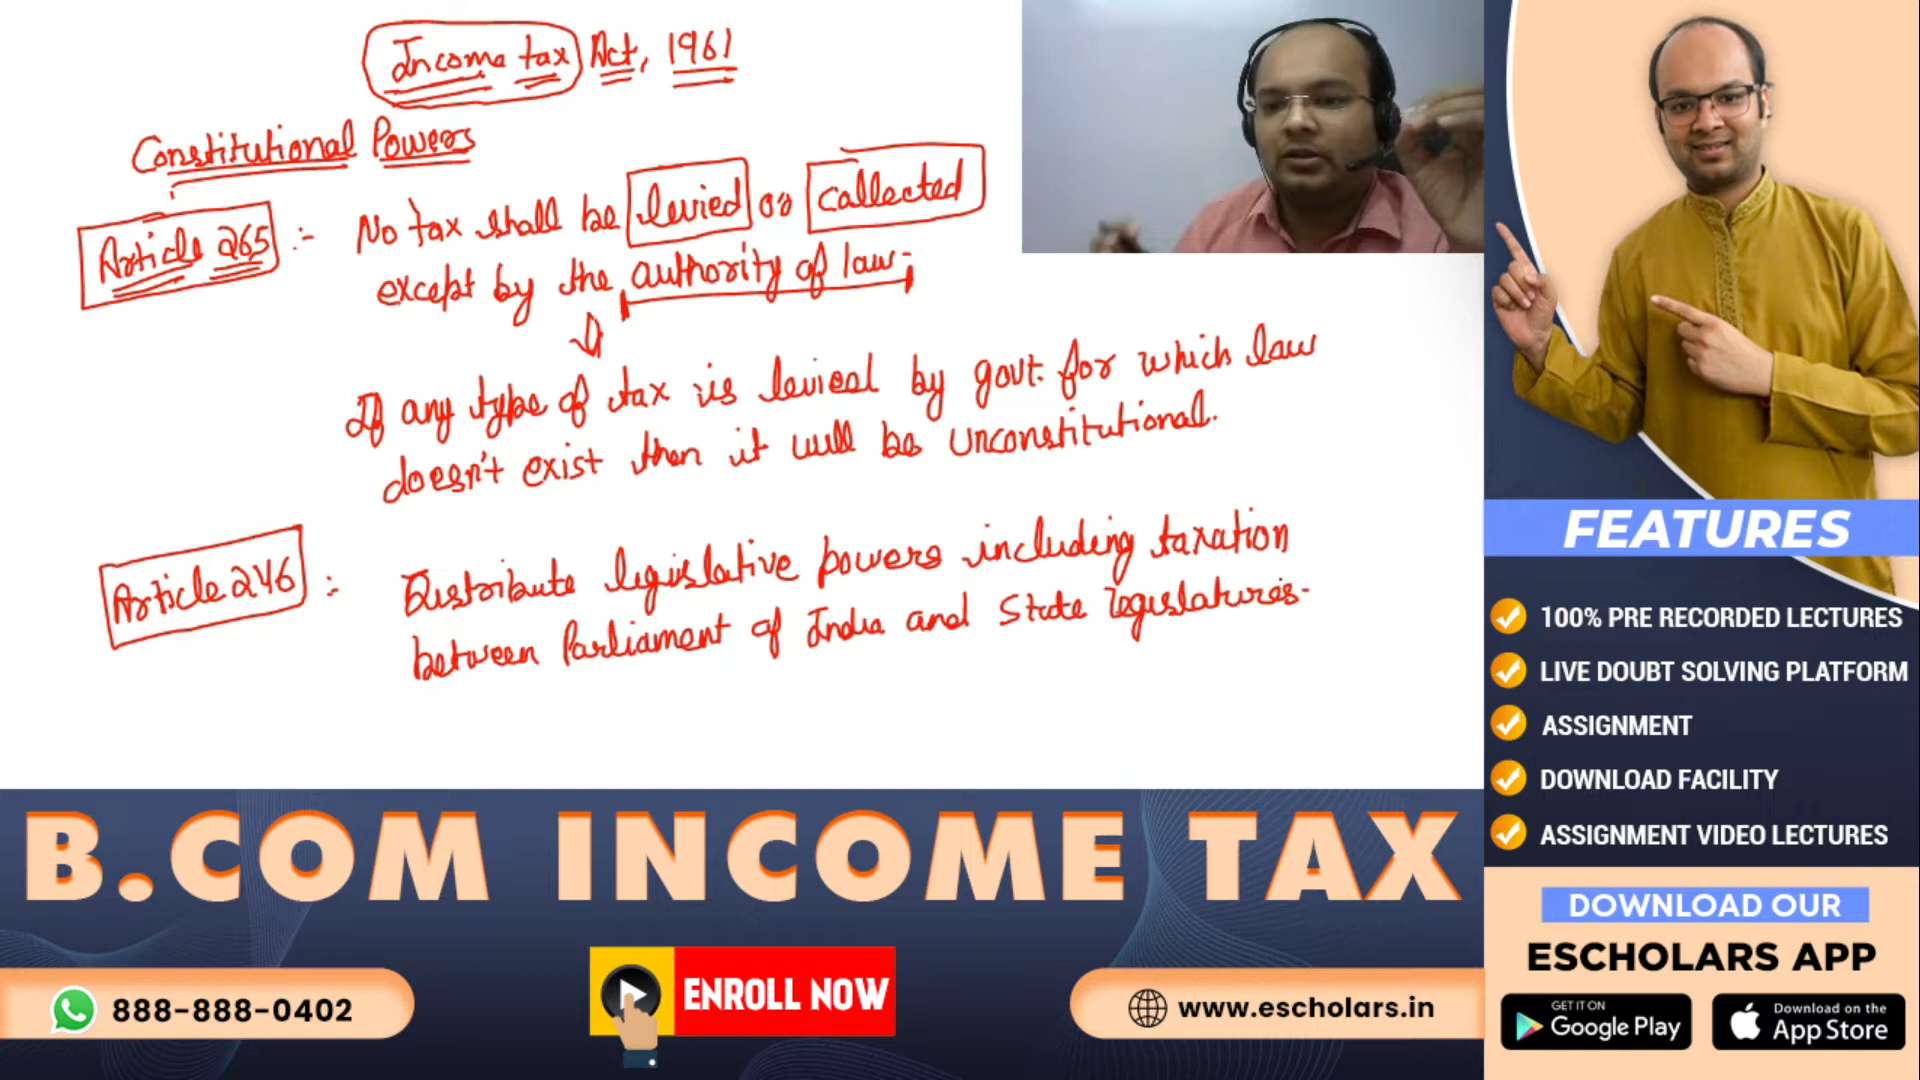 Income tax Act, 1961
Constitutional Powers
Article 265 :- No tax shall be levied or collected
except by the authority of law.
If any type of tax is levied by govt. for which law
doesn't exist then it will be unconstitutional.
Article 246 : Distribute legislative powers including taxation
between Parliament of India and State legislatures.
FEATURES
100% PRE RECORDED LECTURES
LIVE DOUBT SOLVING PLATFORM
ASSIGNMENT
DOWNLOAD FACILITY
ASSIGNMENT VIDEO LECTURES
B.COM INCOME TAX
888-888-0402
ENROLL NOW
www.escholars.in
DOWNLOAD OUR
ESCHOLARS APP
GET IT ON
Google Play
Download on the
App Store